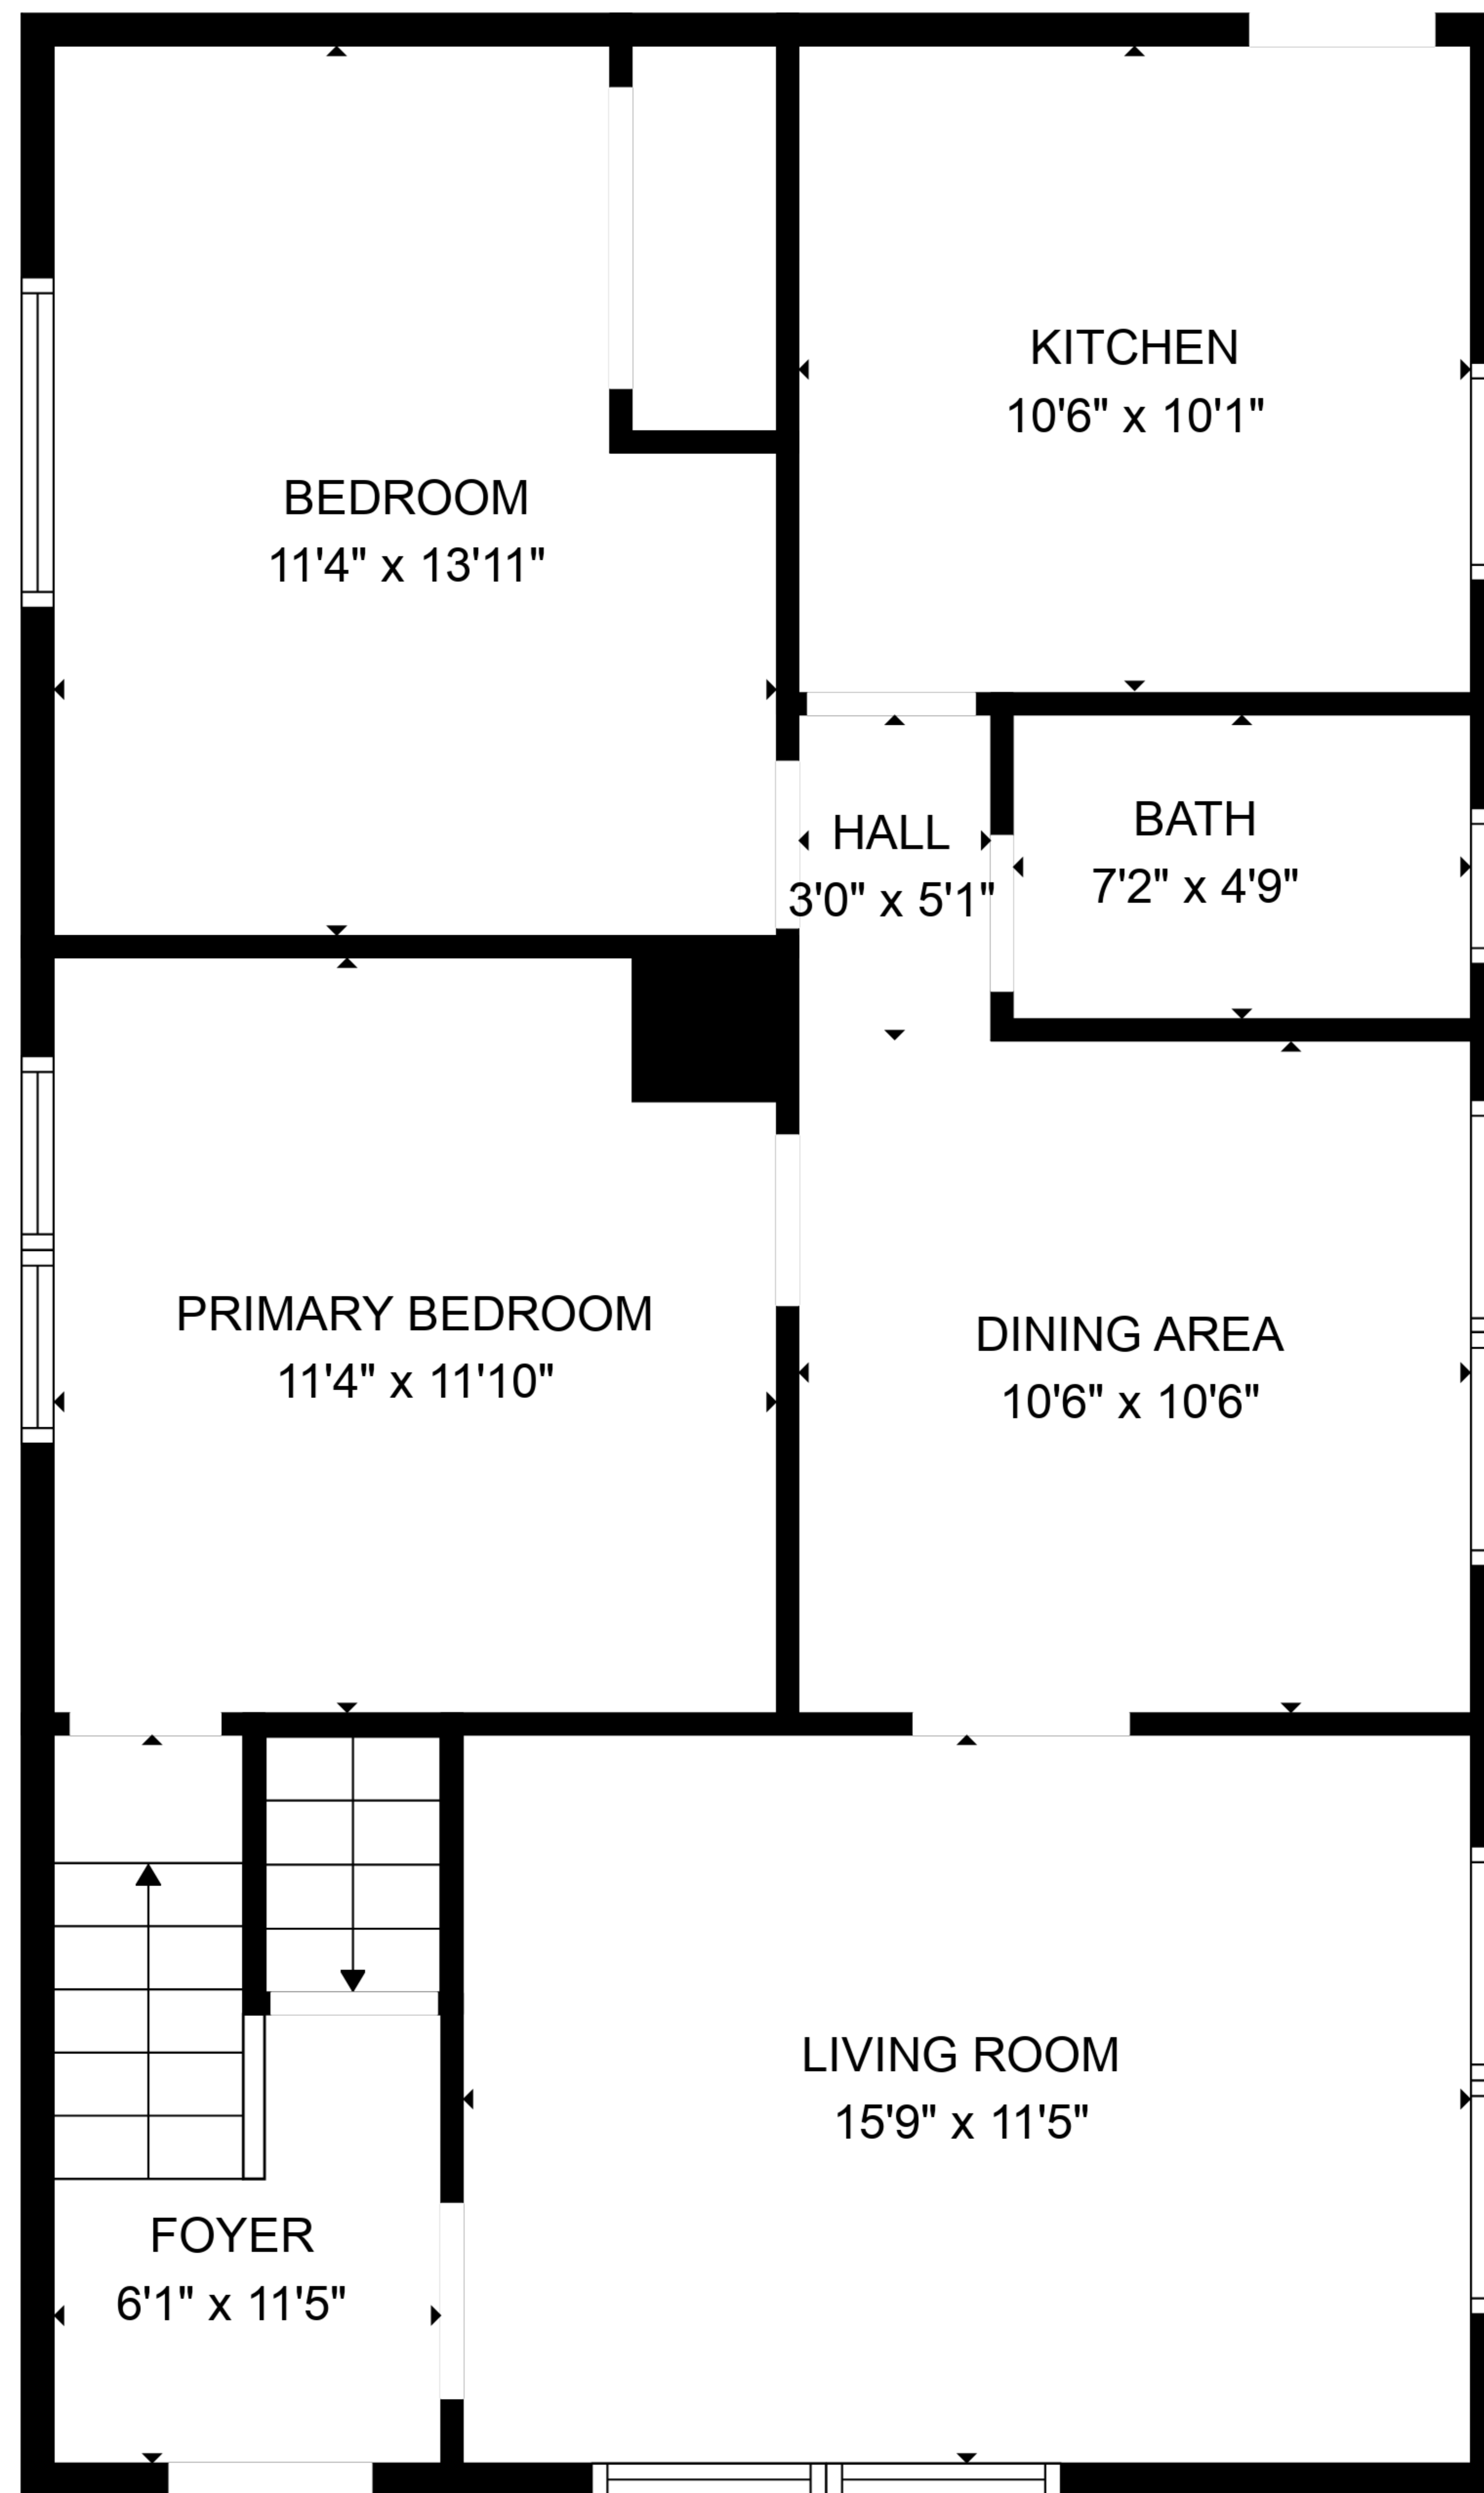 KITCHEN
10'6" x 10'1"
BEDROOM
11'4" x 13'11"
HALL
3'0" x 5'1"
BATH
7'2" x 4'9"
PRIMARY BEDROOM
11'4" x 11'10"
DINING AREA
10'6" x 10'6"
LIVING ROOM
15'9" x 11'5"
FOYER
6'1" x 11'5"